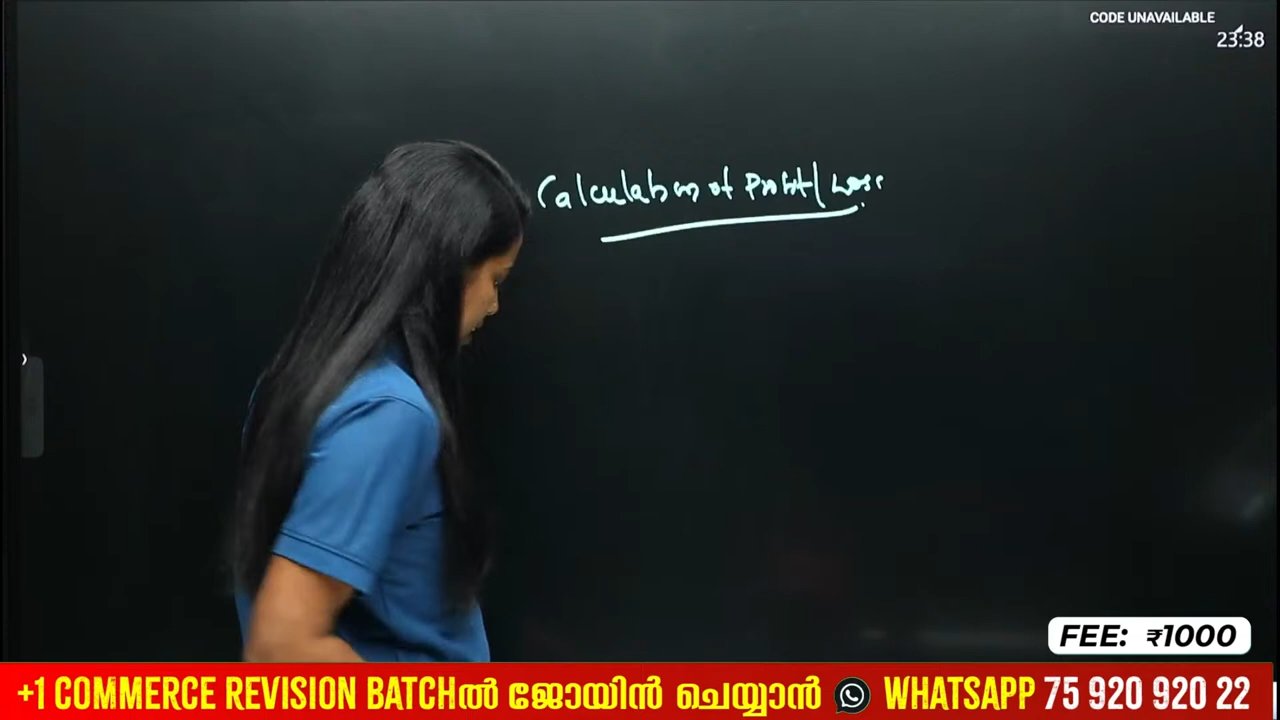 CODE UNAVAILABLE
23:38
Calculation of Profit/Loss
FEE: ₹1000
+1 COMMERCE REVISION BATCHൽ ജോയിൻ ചെയ്യാൻ WHATSAPP 75 920 920 22